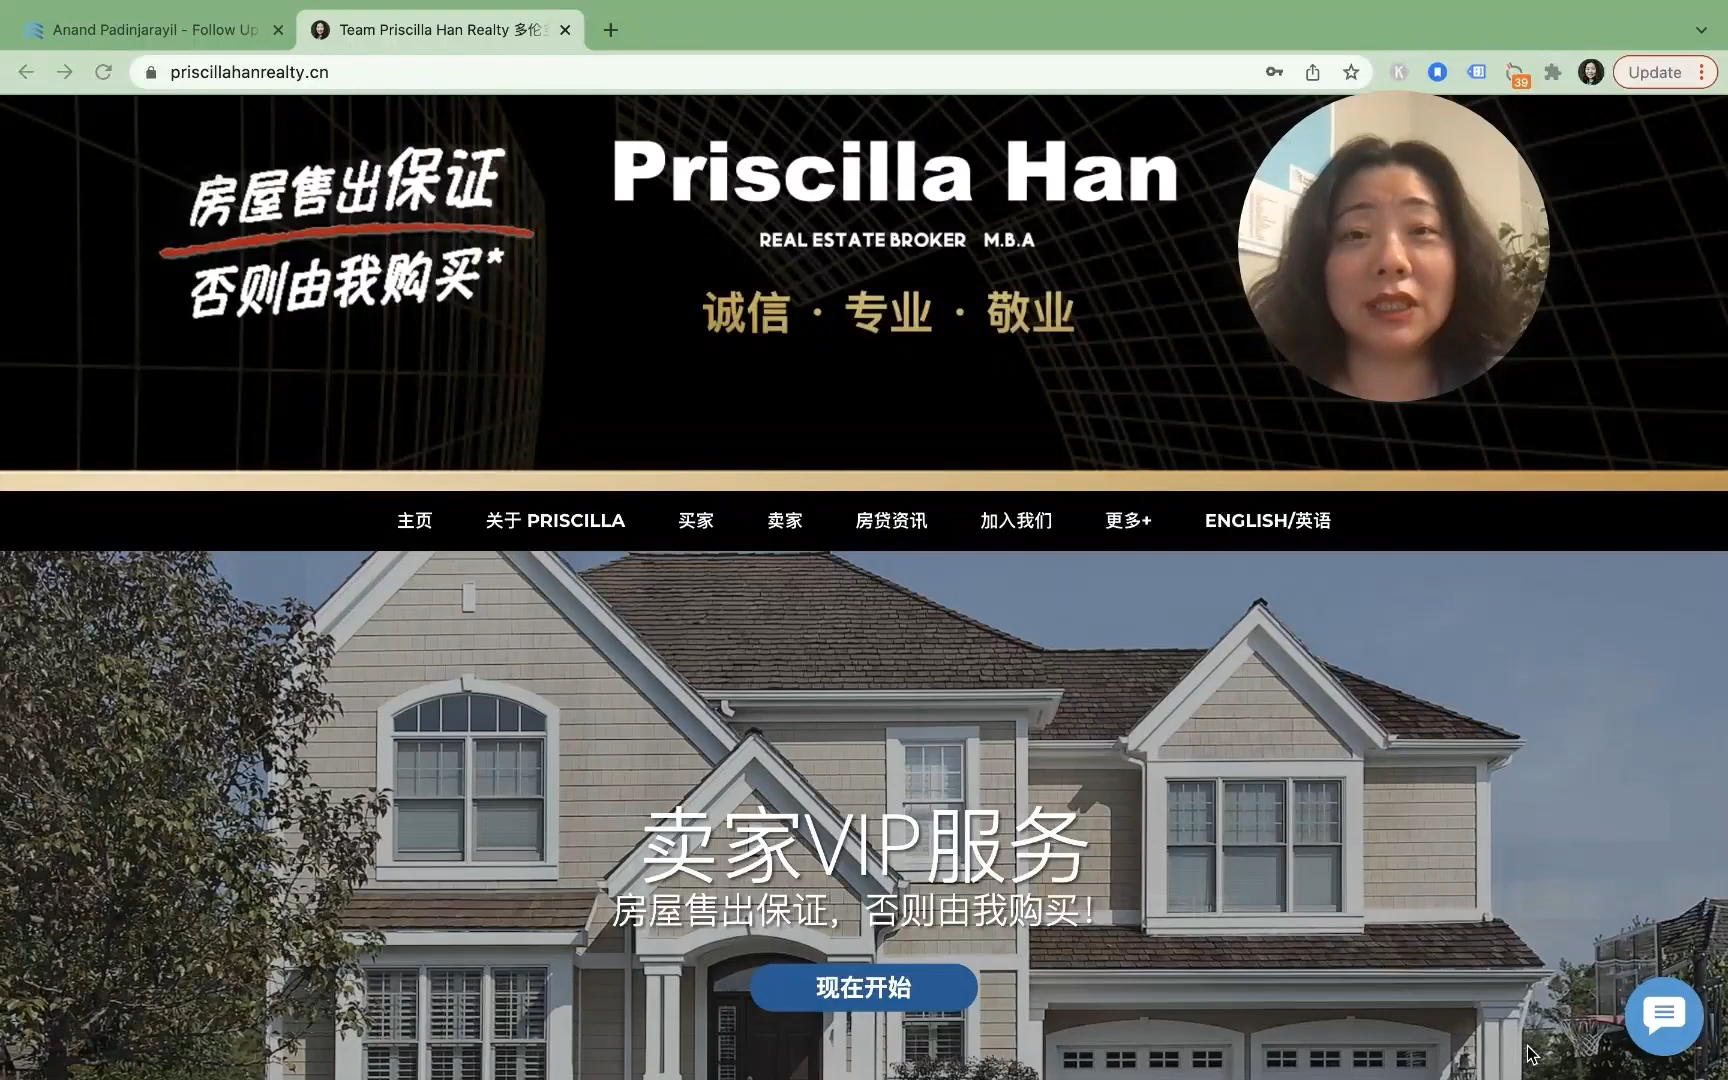 Anand Padinjarayil - Follow Up
Team Priscilla Han Realty 多伦
priscillahanrealty.cn
39
Update
房屋售出保证
否则由我购买*
Priscilla Han
REAL ESTATE BROKER M.B.A
诚信 · 专业 · 敬业
主页 关于 PRISCILLA 买家 卖家 房贷资讯 加入我们 更多+ ENGLISH/英语
卖家VIP服务
房屋售出保证，否则由我购买！
现在开始